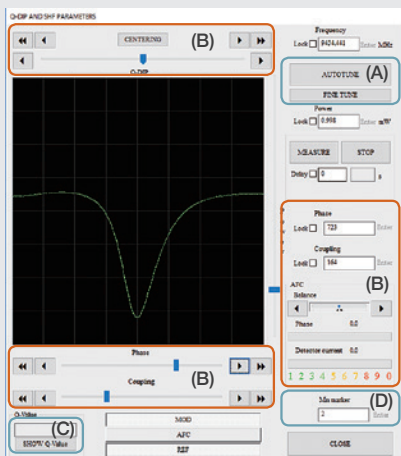 Q-DIP AND SHF PARAMETERS
(B)
CENTERING
Q-DIP
Frequency
Lock 9424,441 Enter MHz
AUTOTUNE
(A)
FINE TUNE
Power
Lock 0,998 Enter mW
MEASURE STOP
Delay 0 s
Phase
Lock 723 Enter
Coupling
Lock 164 Enter
AFC
Balance
(B)
Phase 0.0
Detector current 0.0
1 2 3 4 5 6 7 8 9 0
Phase
(B)
Coupling
Q-Value
(C)
SHOW Q-Value
MOD
AFC
REF
Mn marker
(D)
2 Enter
CLOSE